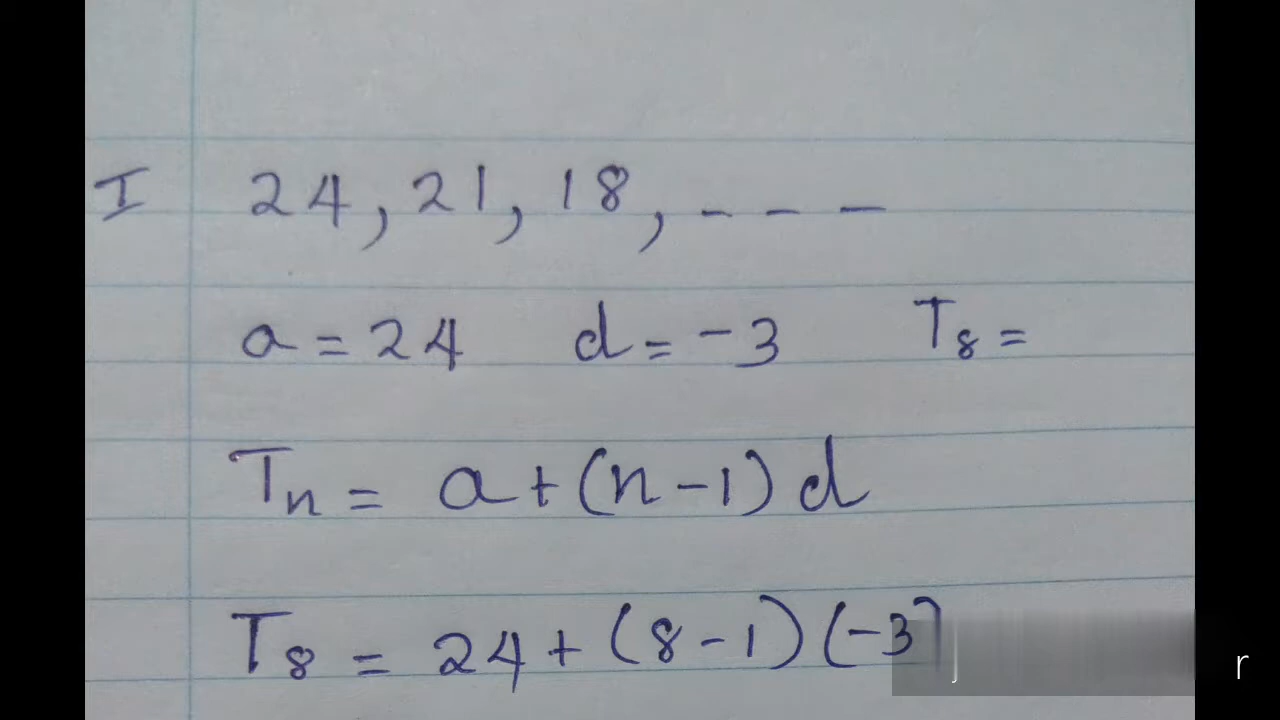 I 24, 21, 18, - - -
a = 24 d = -3 T₈ =
Tₙ = a + (n - 1) d
T₈ = 24 + (8 - 1) (-3)
r